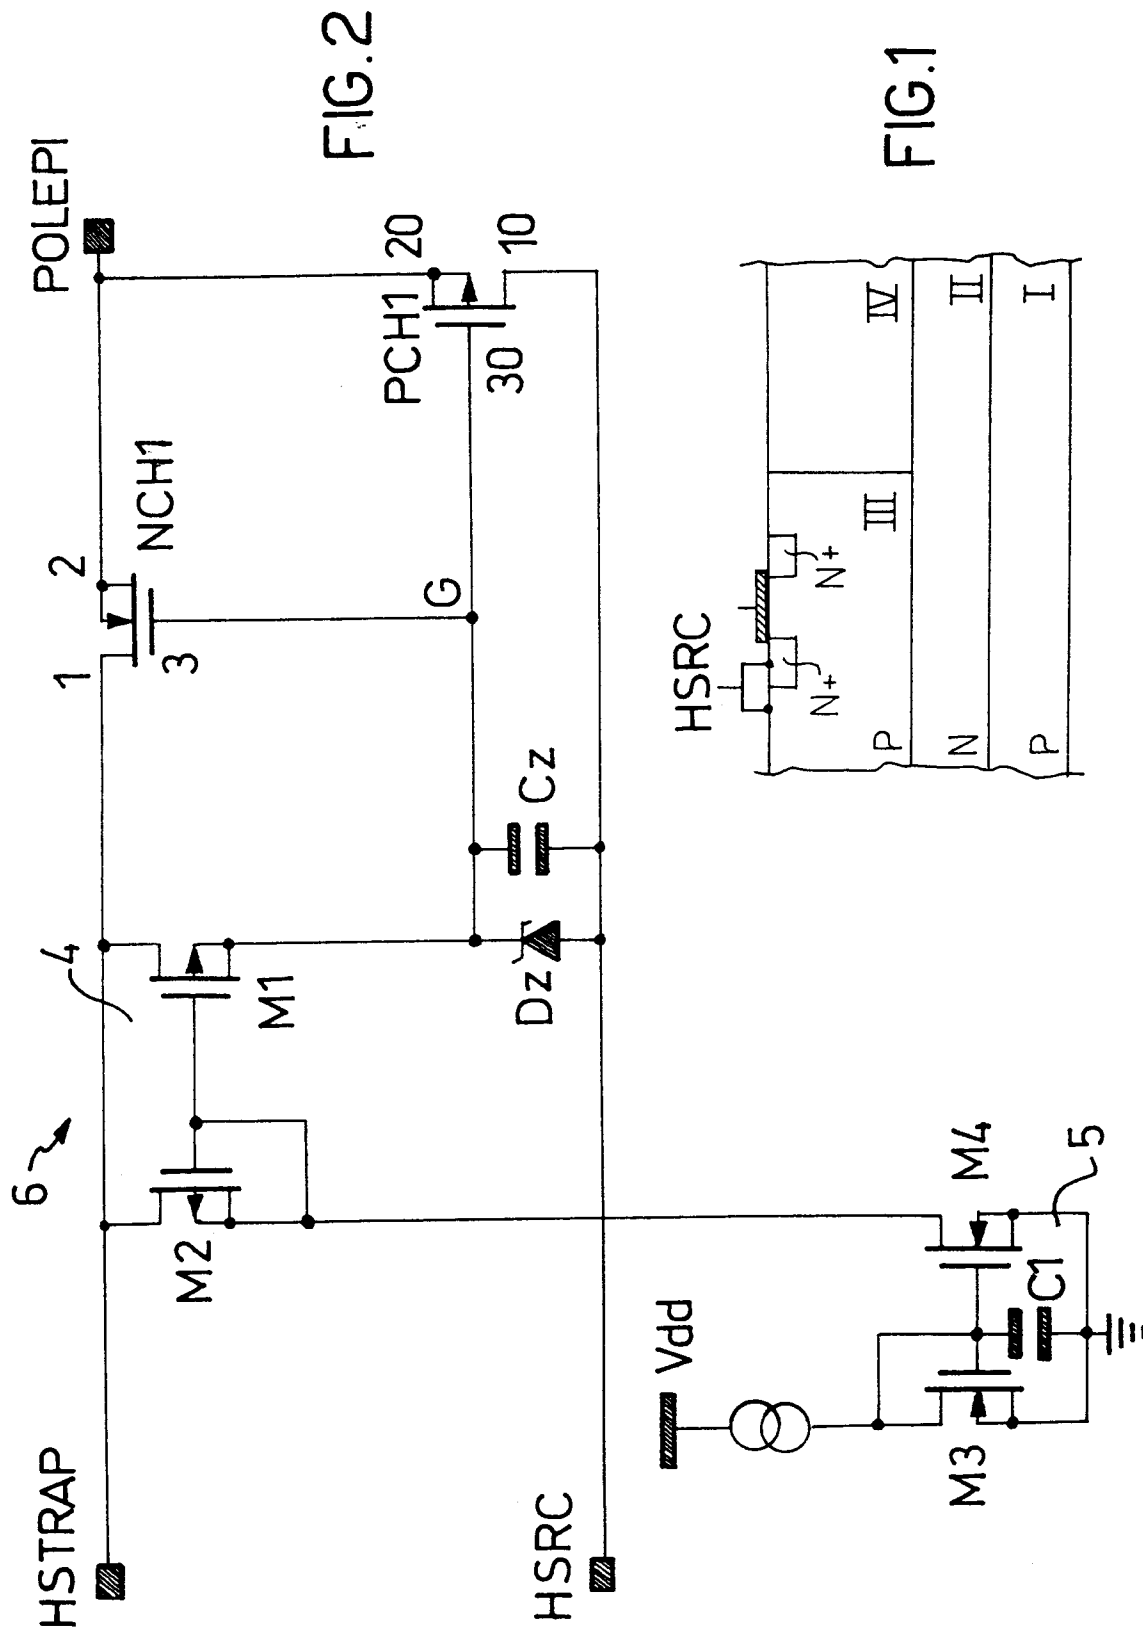 FIG.2
HSTRAP
6
4
1
2
POLEPI
NCH1
3
M2
M1
G
PCH1
20
30
10
Dz
Cz
HSRC
Vdd
M3
C1
M4
5
FIG.1
HSRC
N+
N+
P
III
IV
N
II
P
I